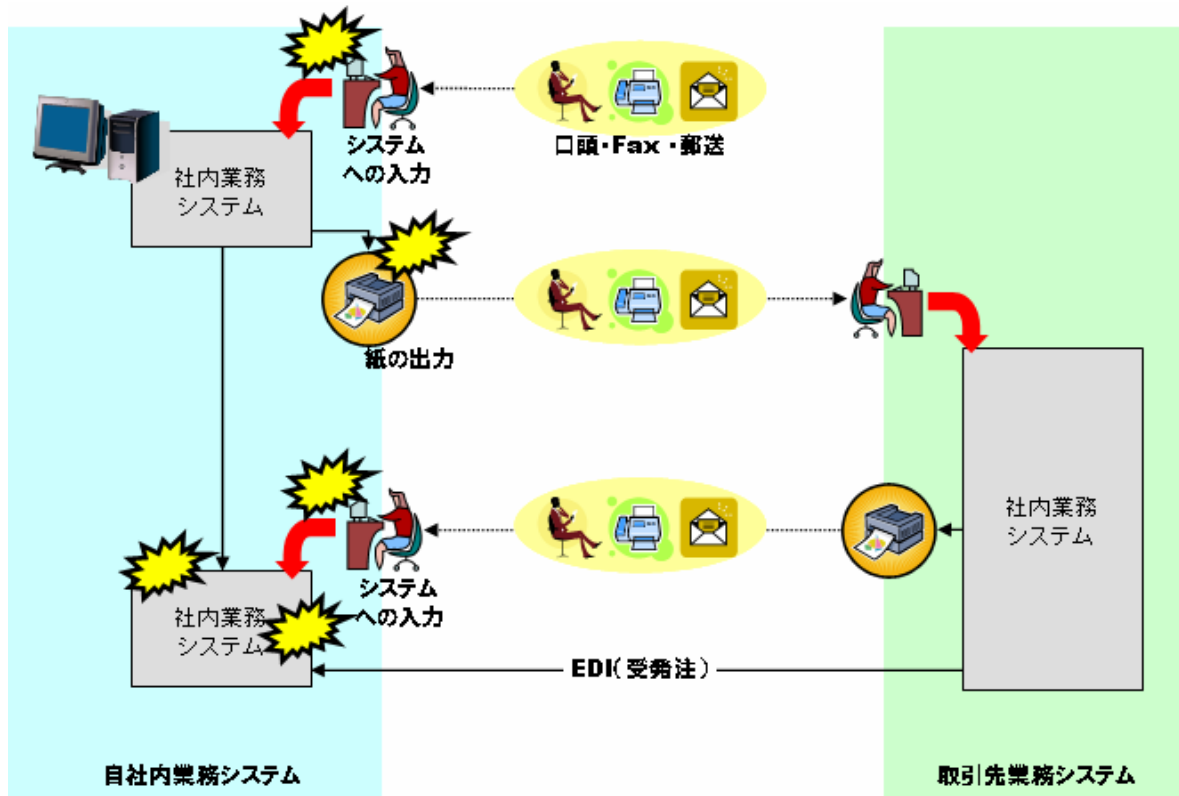 システム
への入力
口頭・Fax ・郵送
社内業務
システム
紙の出力
社内業務
システム
システム
への入力
社内業務
システム
EDI( 受発注 )
自社内業務システム
取引先業務システム